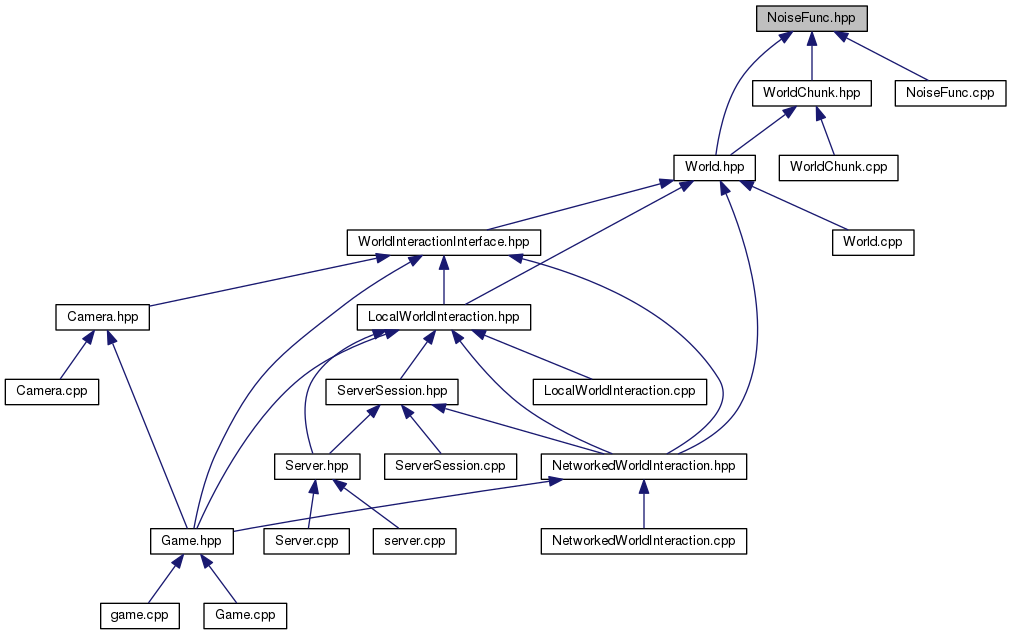 NoiseFunc.hpp
WorldChunk.hpp
NoiseFunc.cpp
World.hpp
WorldChunk.cpp
WorldInteractionInterface.hpp
World.cpp
Camera.hpp
LocalWorldInteraction.hpp
Camera.cpp
ServerSession.hpp
LocalWorldInteraction.cpp
Server.hpp
ServerSession.cpp
NetworkedWorldInteraction.hpp
Game.hpp
Server.cpp
server.cpp
NetworkedWorldInteraction.cpp
game.cpp
Game.cpp